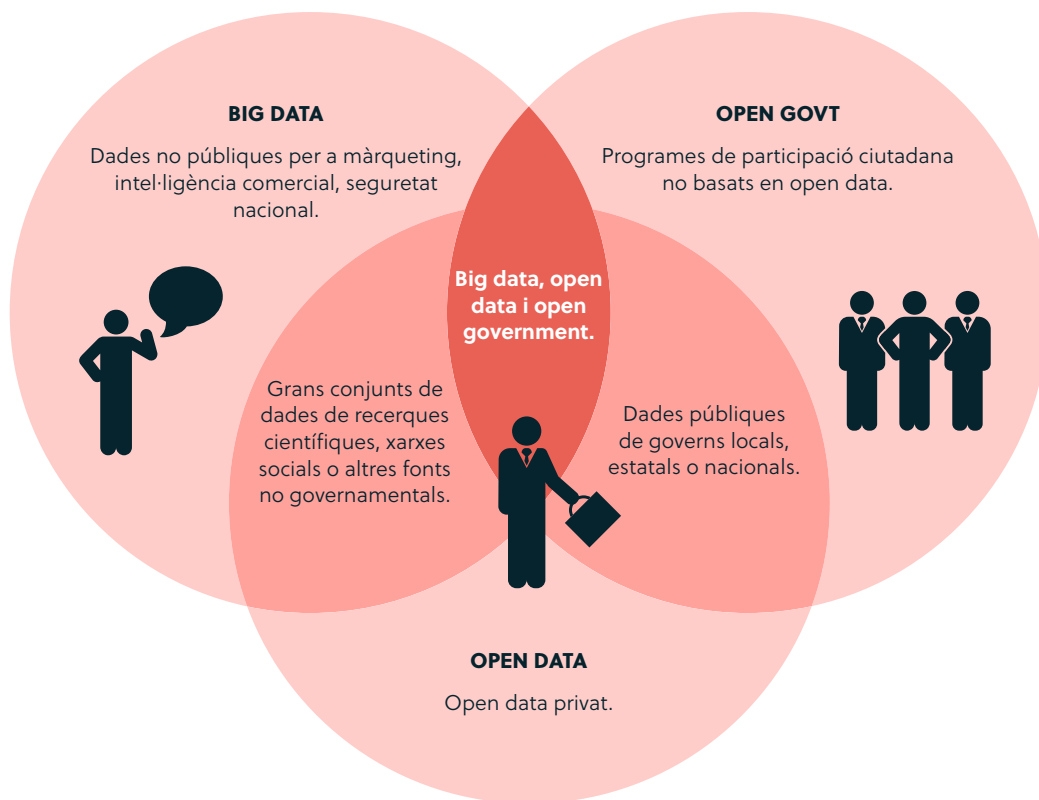 BIG DATA
Dades no públiques per a màrqueting,
intel·ligència comercial, seguretat
nacional.
OPEN GOVT
Programes de participació ciutadana
no basats en open data.
Big data, open
data i open
government.
Grans conjunts de
dades de recerques
científiques, xarxes
socials o altres fonts
no governamentals.
Dades públiques
de governs locals,
estatals o nacionals.
OPEN DATA
Open data privat.